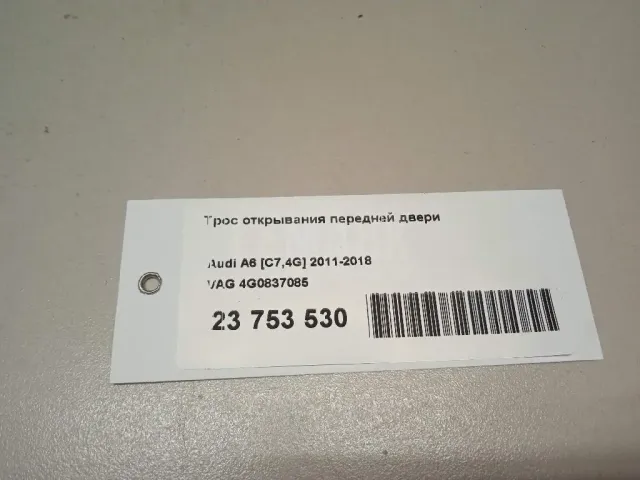 Трос открывания передней двери
Audi A6 [C7,4G] 2011-2018
VAG 4G0837085
23 753 530